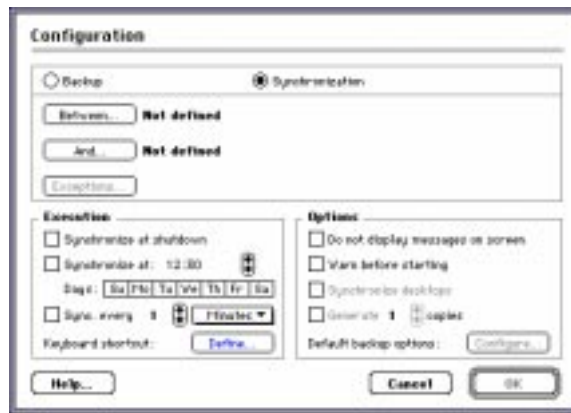 Configuration
Backup
Synchronization
Between... Not defined
And... Not defined
Exceptions...
Execution
Synchronize at shutdown
Synchronize at: 12:00
Days: Su Mo Tu We Th Fr Sa
Sync. every 1 Minutes
Keyboard shortcut: Define...
Options
Do not display messages on screen
Warn before starting
Synchronize desktops
Generate 1 copies
Default backup options: Configure...
Help...
Cancel
OK